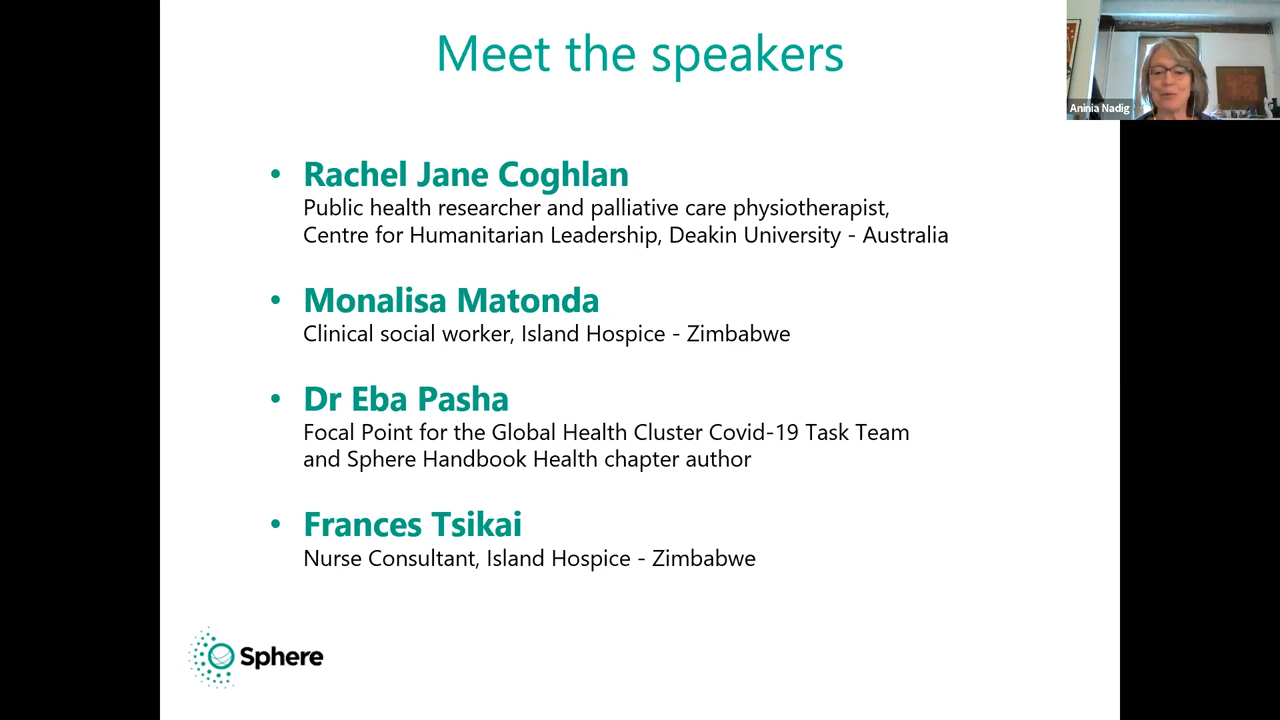 Meet the speakers
Aninia Nadig
• Rachel Jane Coghlan
Public health researcher and palliative care physiotherapist,
Centre for Humanitarian Leadership, Deakin University - Australia
• Monalisa Matonda
Clinical social worker, Island Hospice - Zimbabwe
• Dr Eba Pasha
Focal Point for the Global Health Cluster Covid-19 Task Team
and Sphere Handbook Health chapter author
• Frances Tsikai
Nurse Consultant, Island Hospice - Zimbabwe
Sphere